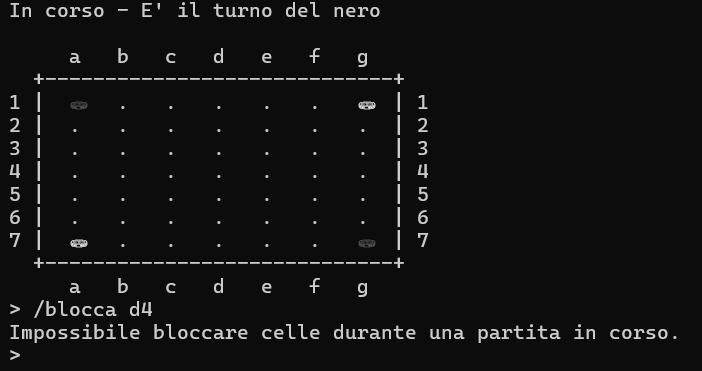 In corso - E' il turno del nero
a b c d e f g
+-----------------------------+
1 | . . . . . | 1
2 | . . . . . . . | 2
3 | . . . . . . . | 3
4 | . . . . . . . | 4
5 | . . . . . . . | 5
6 | . . . . . . . | 6
7 | . . . . . | 7
+-----------------------------+
a b c d e f g
> /blocca d4
Impossibile bloccare celle durante una partita in corso.
>